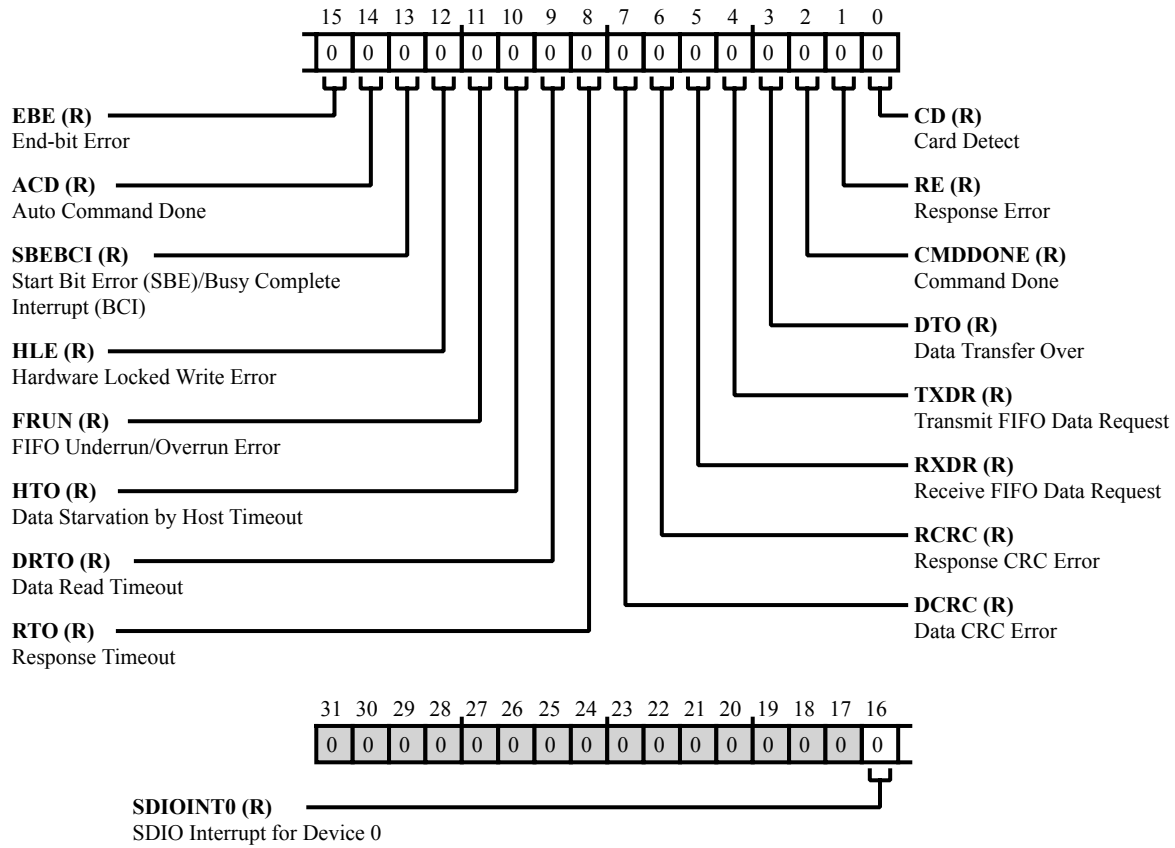 15 14 13 12 11 10 9 8 7 6 5 4 3 2 1 0
0 0 0 0 0 0 0 0 0 0 0 0 0 0 0 0
EBE (R)
End-bit Error
ACD (R)
Auto Command Done
SBEBCI (R)
Start Bit Error (SBE)/Busy Complete
Interrupt (BCI)
HLE (R)
Hardware Locked Write Error
FRUN (R)
FIFO Underrun/Overrun Error
HTO (R)
Data Starvation by Host Timeout
DRTO (R)
Data Read Timeout
RTO (R)
Response Timeout
CD (R)
Card Detect
RE (R)
Response Error
CMDDONE (R)
Command Done
DTO (R)
Data Transfer Over
TXDR (R)
Transmit FIFO Data Request
RXDR (R)
Receive FIFO Data Request
RCRC (R)
Response CRC Error
DCRC (R)
Data CRC Error
31 30 29 28 27 26 25 24 23 22 21 20 19 18 17 16
0 0 0 0 0 0 0 0 0 0 0 0 0 0 0 0
SDIOINT0 (R)
SDIO Interrupt for Device 0